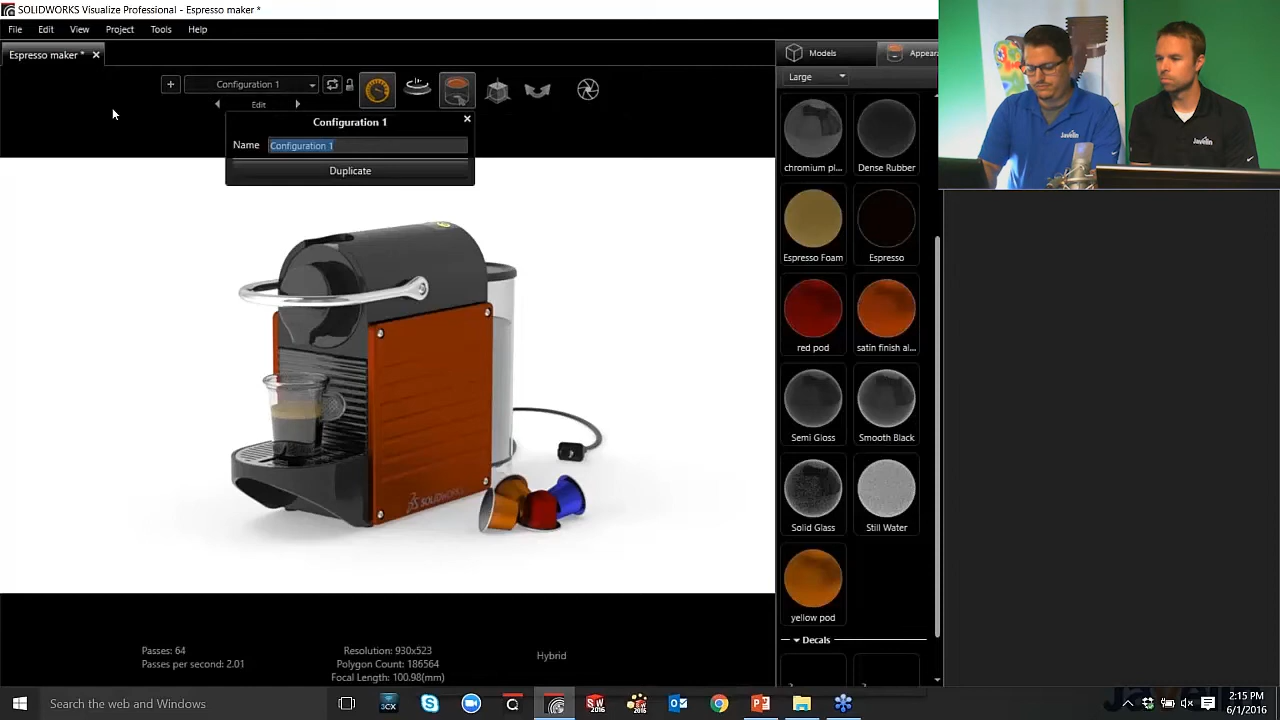 SOLIDWORKS Visualize Professional - Espresso maker *
File Edit View Project Tools Help
Espresso maker *
Configuration 1
Edit
Configuration 1
Name Configuration 1
Duplicate
Models
Appeara
Large
chromium pl...
Dense Rubber
Espresso Foam
Espresso
red pod
satin finish al...
Semi Gloss
Smooth Black
Solid Glass
Still Water
yellow pod
Decals
Javelin
Javelin
SOLIDWORKS
Passes: 64
Passes per second: 2.01
Resolution: 930x523
Polygon Count: 186564
Focal Length: 100.98(mm)
Hybrid
Search the web and Windows
2:15 PM
6/1/2016